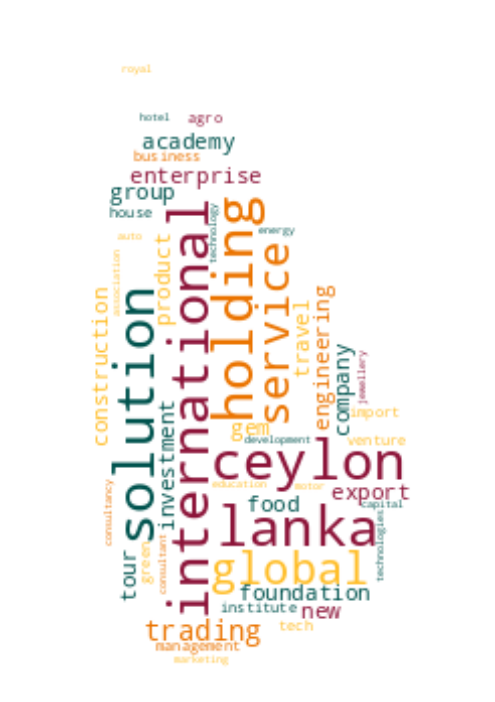 royal
hotel
agro
academy
business
enterprise
group
house
international
holding
technology
energy
auto
product
service
association
construction
solution
travel
engineering
company
jewellery
import
gem
development
venture
investment
ceylon
education
motor
export
consultancy
food
capital
lanka
technologies
tour
green
consultant
global
foundation
institute
new
trading
tech
management
marketing